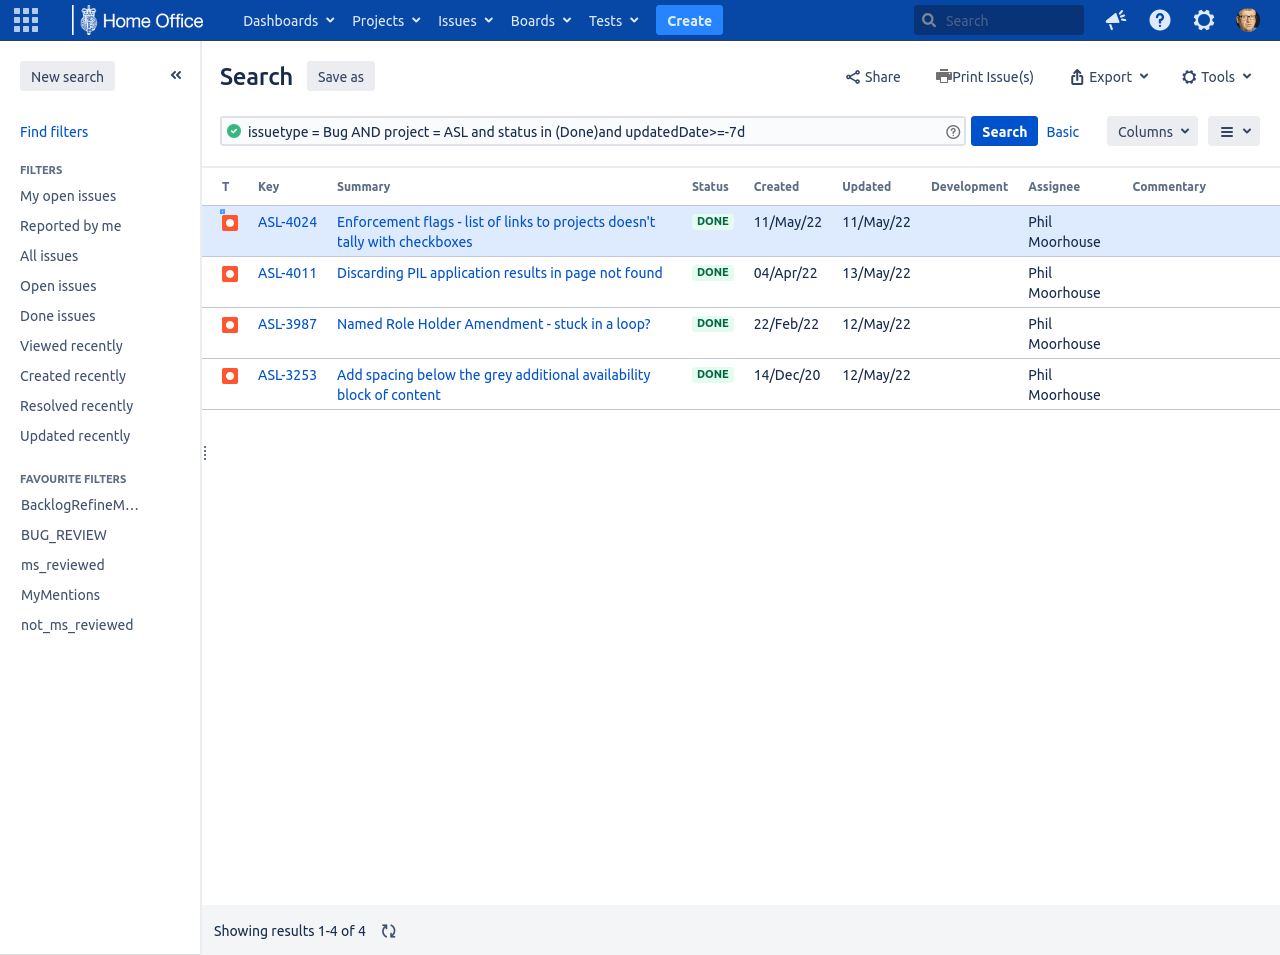 Home Office Dashboards Projects Issues Boards Tests Create Search
New search
Find filters
FILTERS
My open issues
Reported by me
All issues
Open issues
Done issues
Viewed recently
Created recently
Resolved recently
Updated recently
FAVOURITE FILTERS
BacklogRefineM…
BUG_REVIEW
ms_reviewed
MyMentions
not_ms_reviewed
Search Save as Share Print Issue(s) Export Tools
issuetype = Bug AND project = ASL and status in (Done)and updatedDate>=-7d Search Basic Columns
T Key Summary Status Created Updated Development Assignee Commentary
ASL-4024 Enforcement flags - list of links to projects doesn't DONE 11/May/22 11/May/22 Phil
tally with checkboxes Moorhouse
ASL-4011 Discarding PIL application results in page not found DONE 04/Apr/22 13/May/22 Phil
Moorhouse
ASL-3987 Named Role Holder Amendment - stuck in a loop? DONE 22/Feb/22 12/May/22 Phil
Moorhouse
ASL-3253 Add spacing below the grey additional availability DONE 14/Dec/20 12/May/22 Phil
block of content Moorhouse
Showing results 1-4 of 4